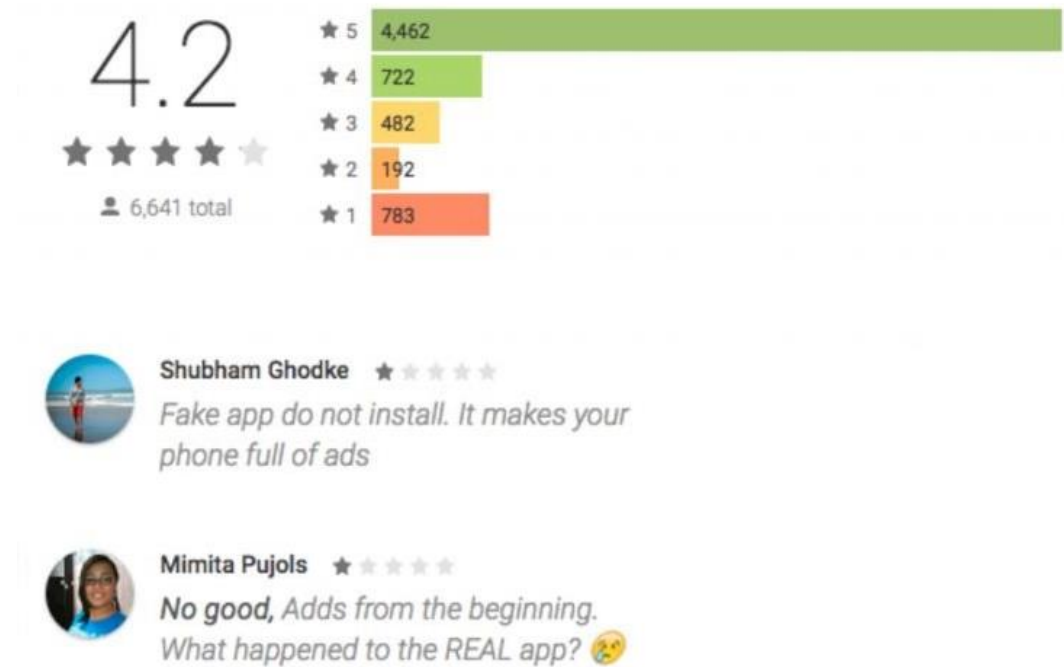 4.2
6,641 total
5 4,462
4 722
3 482
2 192
1 783
Shubham Ghodke
Fake app do not install. It makes your
phone full of ads
Mimita Pujols
No good, Adds from the beginning.
What happened to the REAL app? 😢